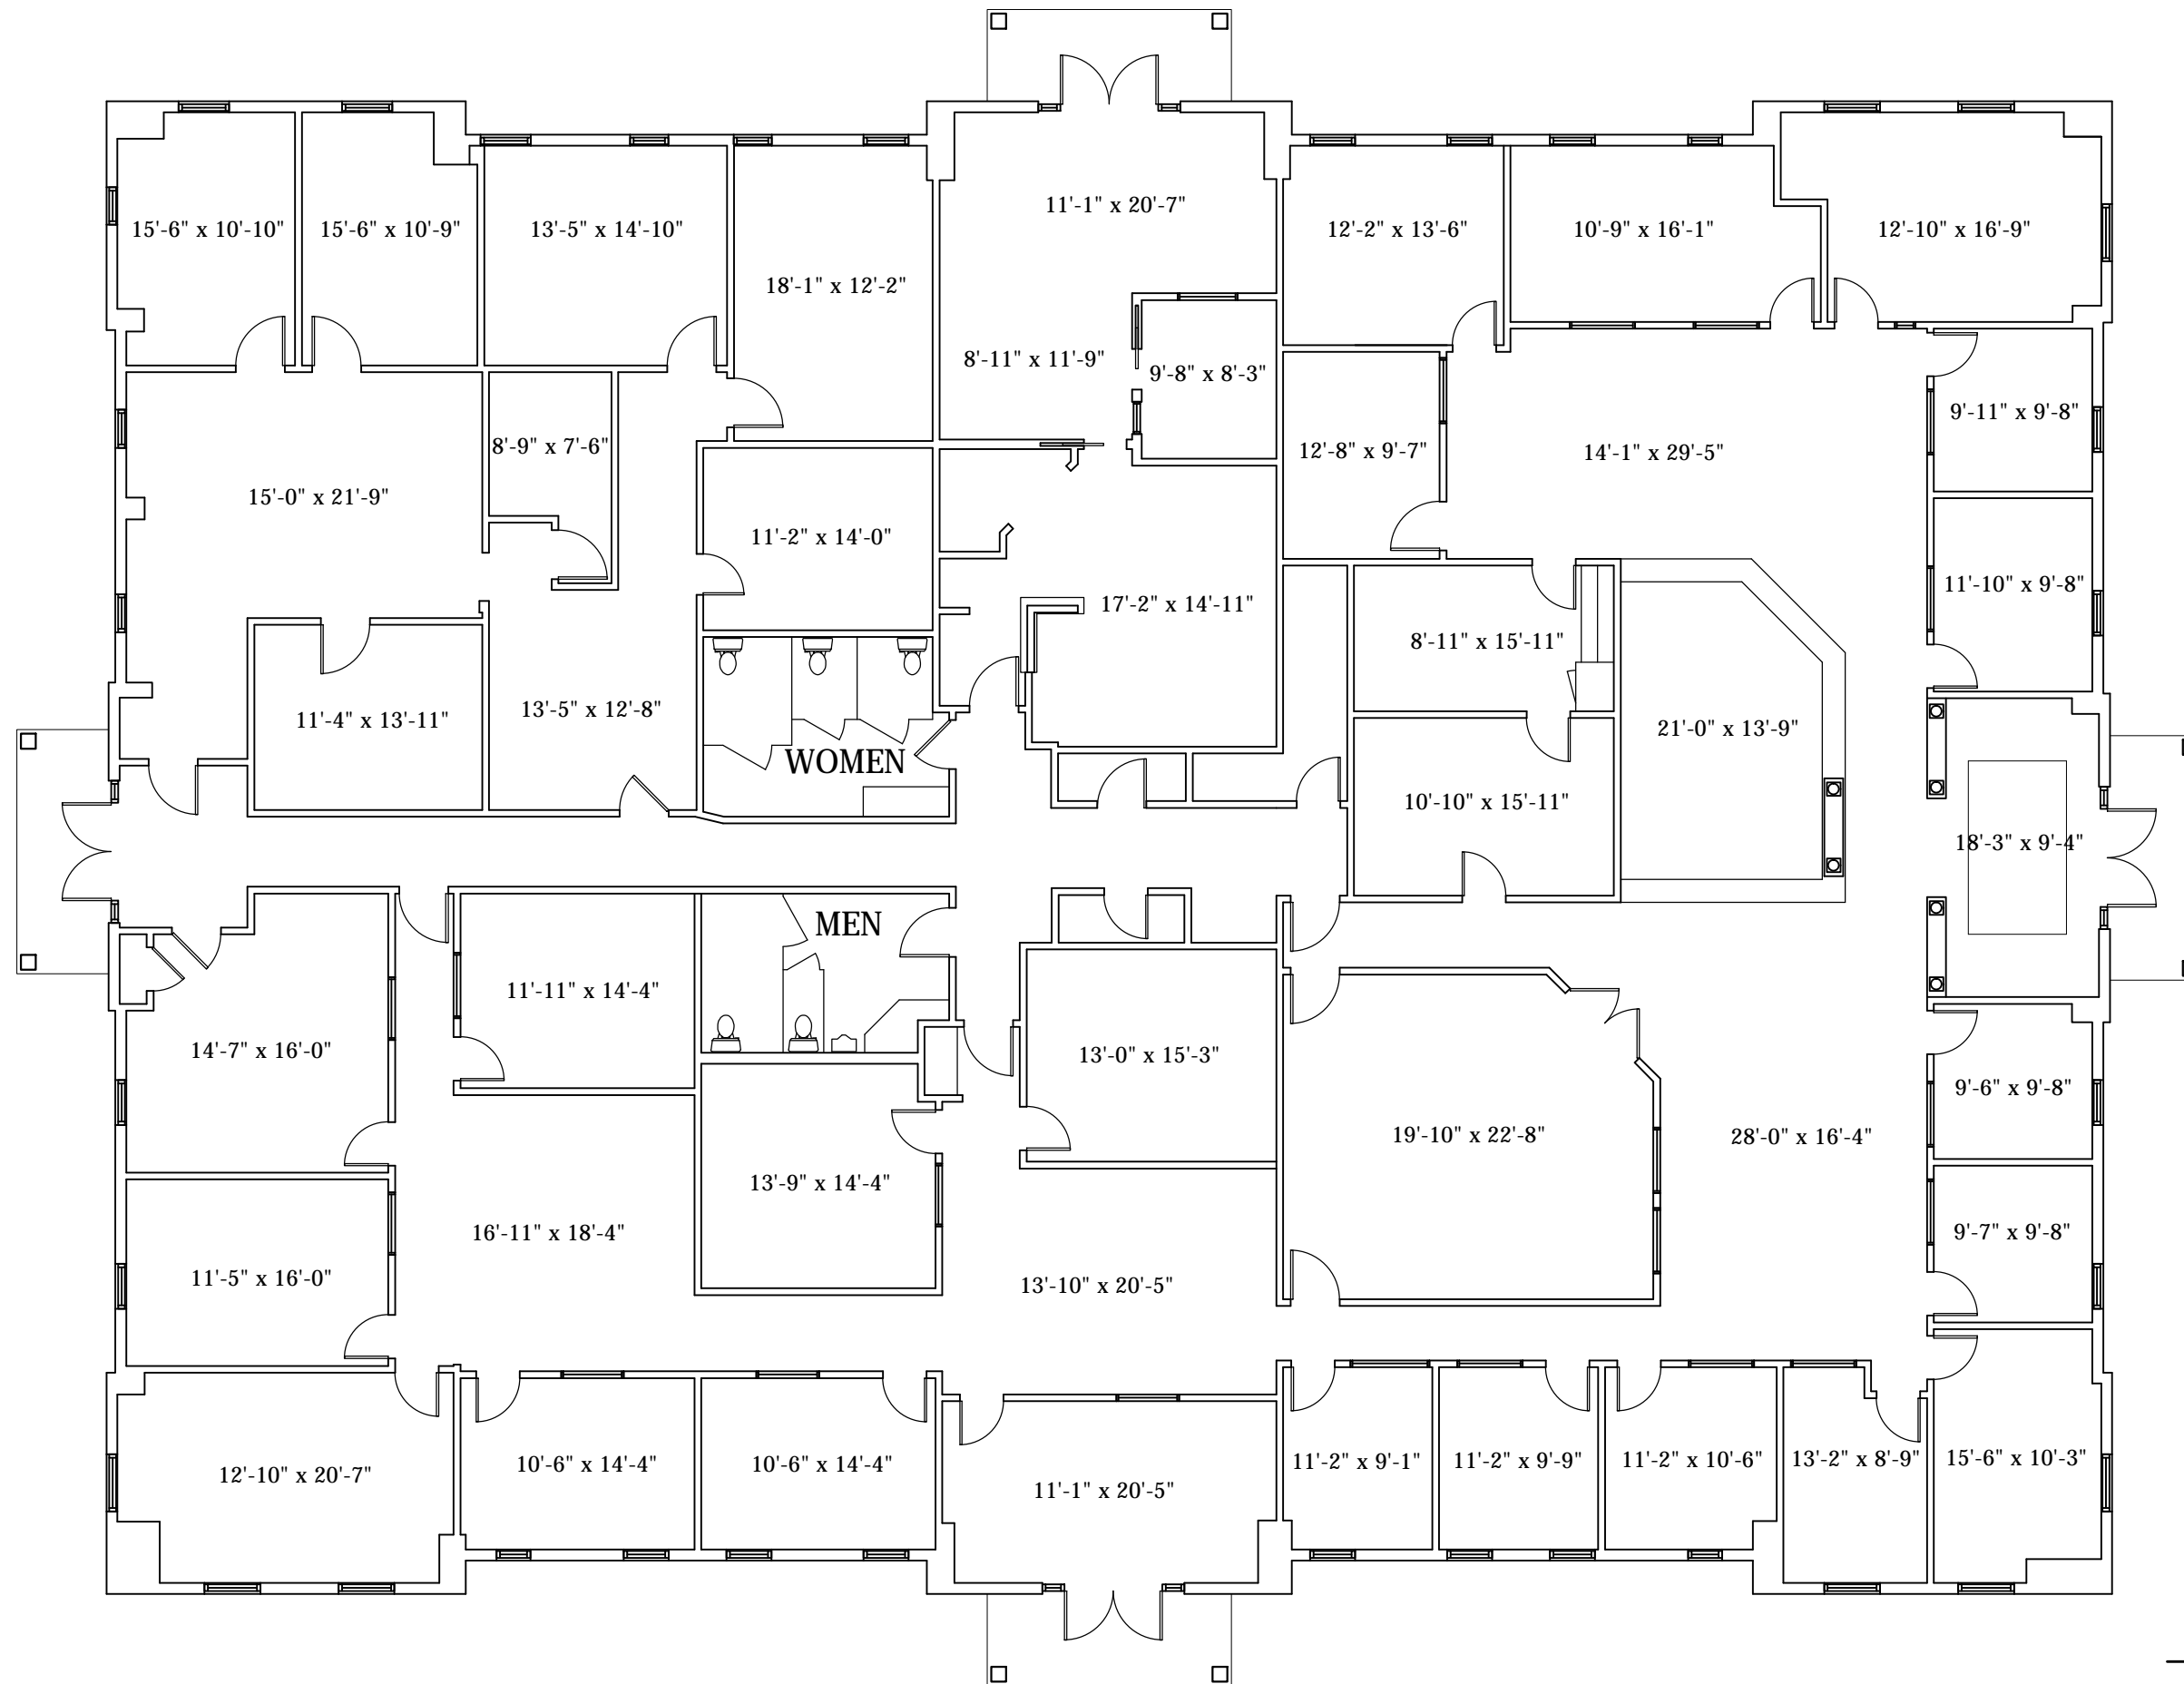 15'-6" x 10'-10"
15'-6" x 10'-9"
13'-5" x 14'-10"
18'-1" x 12'-2"
11'-1" x 20'-7"
12'-2" x 13'-6"
10'-9" x 16'-1"
12'-10" x 16'-9"
8'-11" x 11'-9"
9'-8" x 8'-3"
9'-11" x 9'-8"
8'-9" x 7'-6"
12'-8" x 9'-7"
14'-1" x 29'-5"
15'-0" x 21'-9"
11'-2" x 14'-0"
11'-10" x 9'-8"
17'-2" x 14'-11"
8'-11" x 15'-11"
11'-4" x 13'-11"
13'-5" x 12'-8"
21'-0" x 13'-9"
WOMEN
10'-10" x 15'-11"
18'-3" x 9'-4"
MEN
11'-11" x 14'-4"
14'-7" x 16'-0"
13'-0" x 15'-3"
9'-6" x 9'-8"
19'-10" x 22'-8"
28'-0" x 16'-4"
13'-9" x 14'-4"
16'-11" x 18'-4"
9'-7" x 9'-8"
11'-5" x 16'-0"
13'-10" x 20'-5"
12'-10" x 20'-7"
10'-6" x 14'-4"
10'-6" x 14'-4"
11'-1" x 20'-5"
11'-2" x 9'-1"
11'-2" x 9'-9"
11'-2" x 10'-6"
13'-2" x 8'-9"
15'-6" x 10'-3"